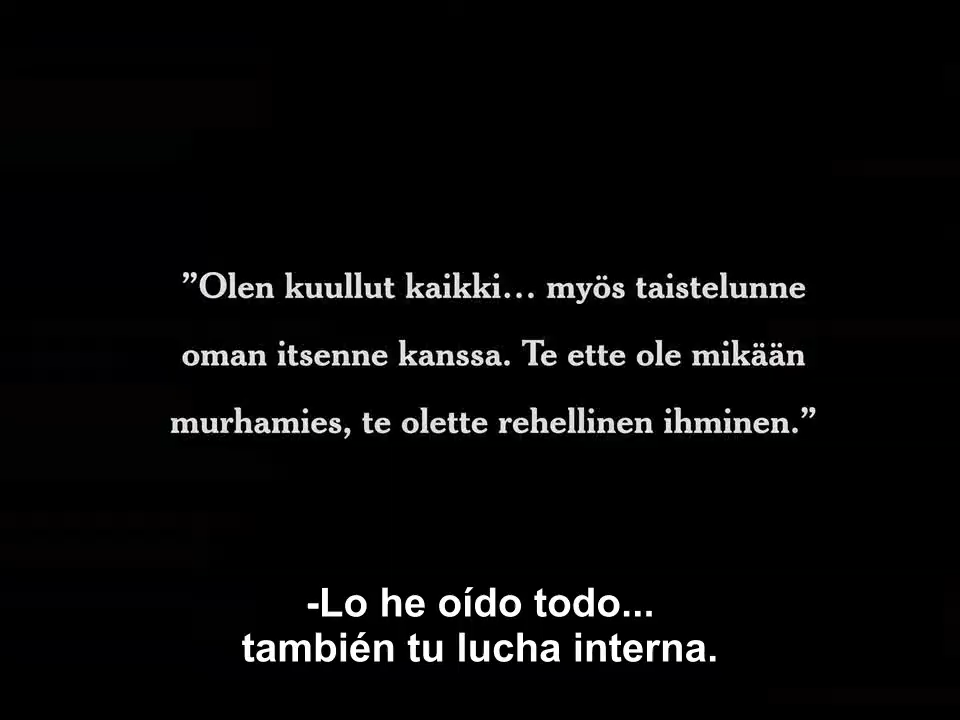 ”Olen kuullut kaikki... myös taistelunne
oman itsenne kanssa. Te ette ole mikään
murhamies, te olette rehellinen ihminen.”
-Lo he oído todo...
también tu lucha interna.